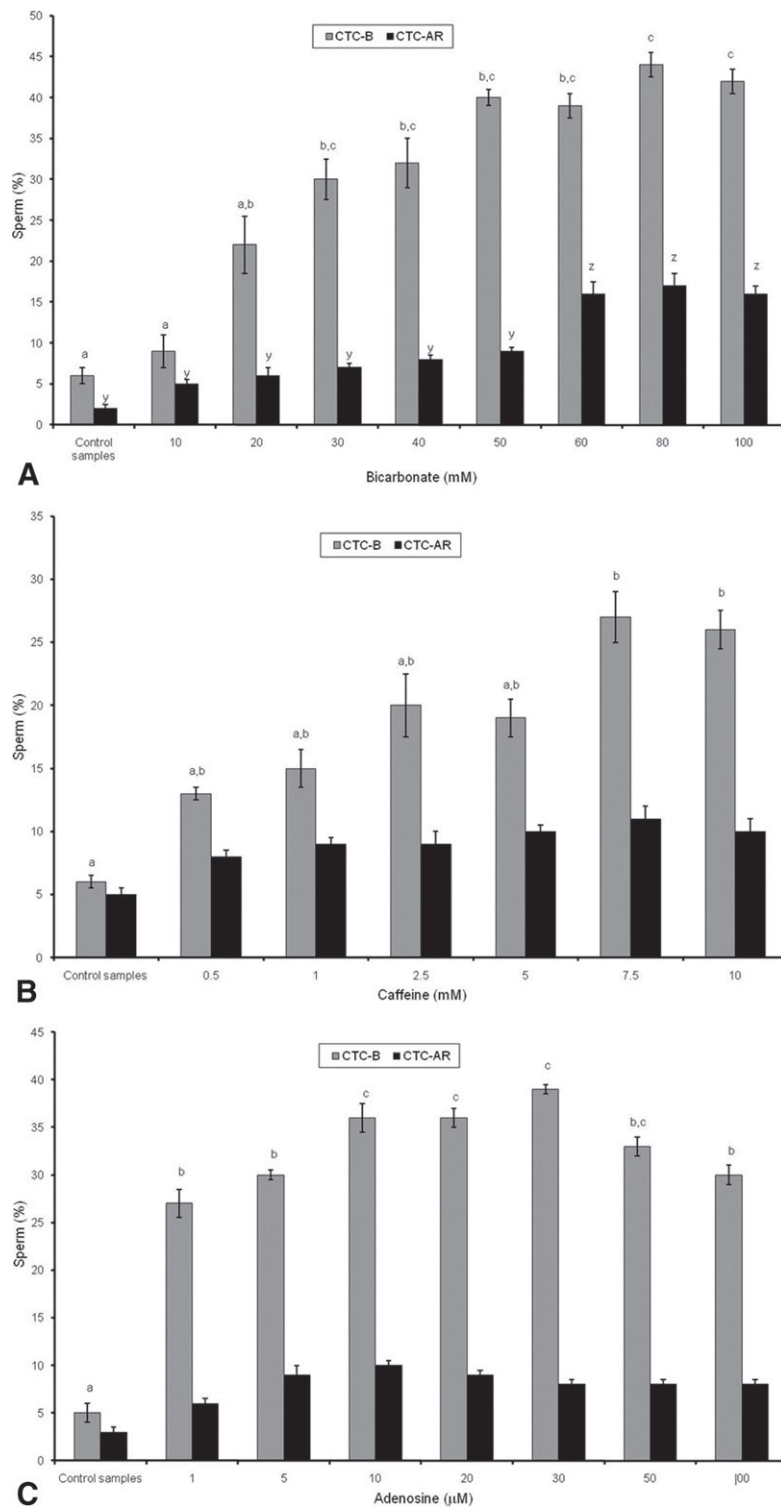 50
CTC-B CTC-AR
c
c
45
b,c
b,c
40
b,c
35
b,c
30
a,b
25
Sperm (%)
20
z
z
z
15
a
a
10
y
y
y
y
y
y
5
0
Control samples 10 20 30 40 50 60 80 100
A
Bicarbonate (mM)
35
CTC-B CTC-AR
30
b
b
25
a,b
a,b
20
Sperm (%)
a,b
a,b
15
10
a
5
0
Control samples 0.5 1 2.5 5 7.5 10
B
Caffeine (mM)
45
CTC-B CTC-AR
40
c
c
c
35
b,c
b
b
30
b
25
Sperm (%)
20
15
10
a
5
0
Control samples 1 5 10 20 30 50 |00
C
Adenosine (µM)